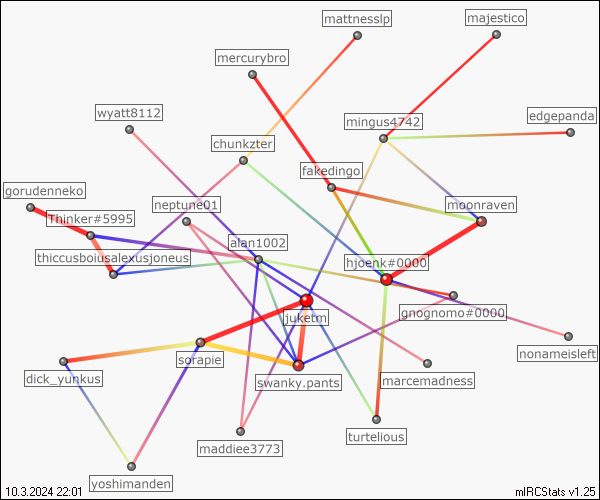 mattnesslp
majestico
mercurybro
wyatt8112
edgepanda
mingus4742
chunkzter
fakedingo
gorudenneko
neptune01
moonraven
Thinker#5995
alan1002
thiccusboiusalexusjoneus
hjoenk#0000
gnognomo#0000
juketm
nonameisleft
sorapie
dick_yunkus
swanky.pants
marcemadness
turtelious
maddiee3773
yoshimanden
10.3.2024 22:01
mIRCStats v1.25